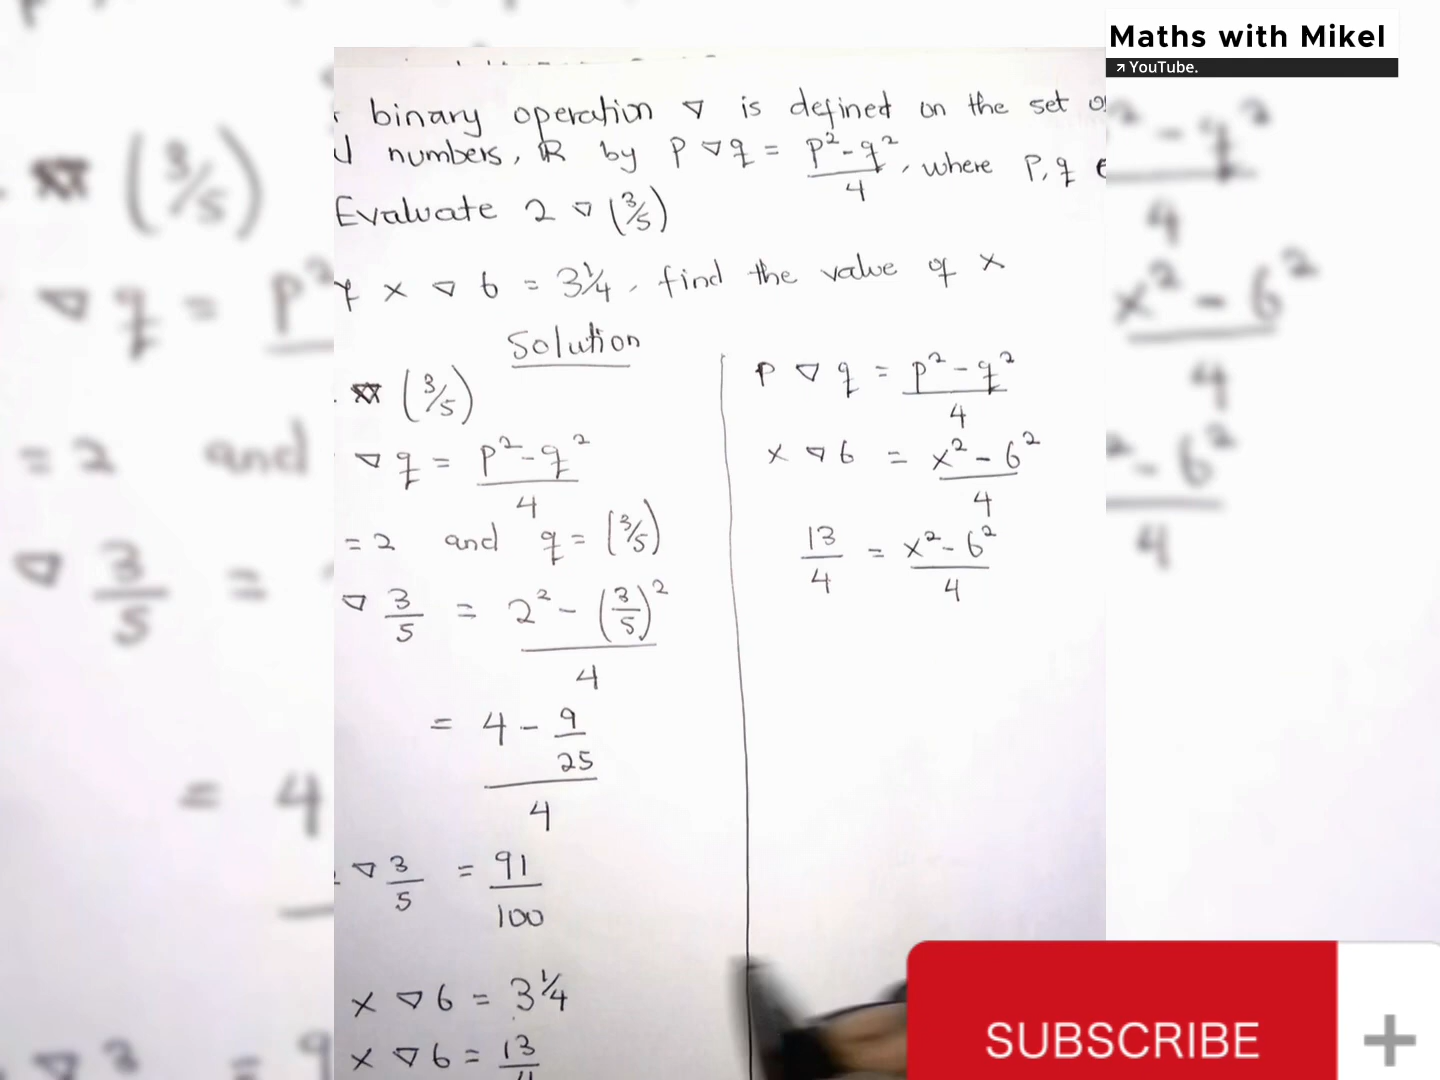 Maths with Mikel
YouTube.
binary operation ▽ is defined on the set
numbers, ℝ by P ▽ q = p² - q² / 4, where P, q ∈
Evaluate 2 ▽ (3/5)
x ▽ 6 = 3¼, find the value of x
Solution
(3/5)
▽ q = p² - q² / 4
= 2 and q = (3/5)
▽ 3/5 = 2² - (3/5)² / 4
= 4 - 9/25 / 4
▽ 3/5 = 91/100
x ▽ 6 = 3¼
x ▽ 6 = 13/4
P ▽ q = p² - q² / 4
x ▽ 6 = x² - 6² / 4
13/4 = x² - 6² / 4
SUBSCRIBE